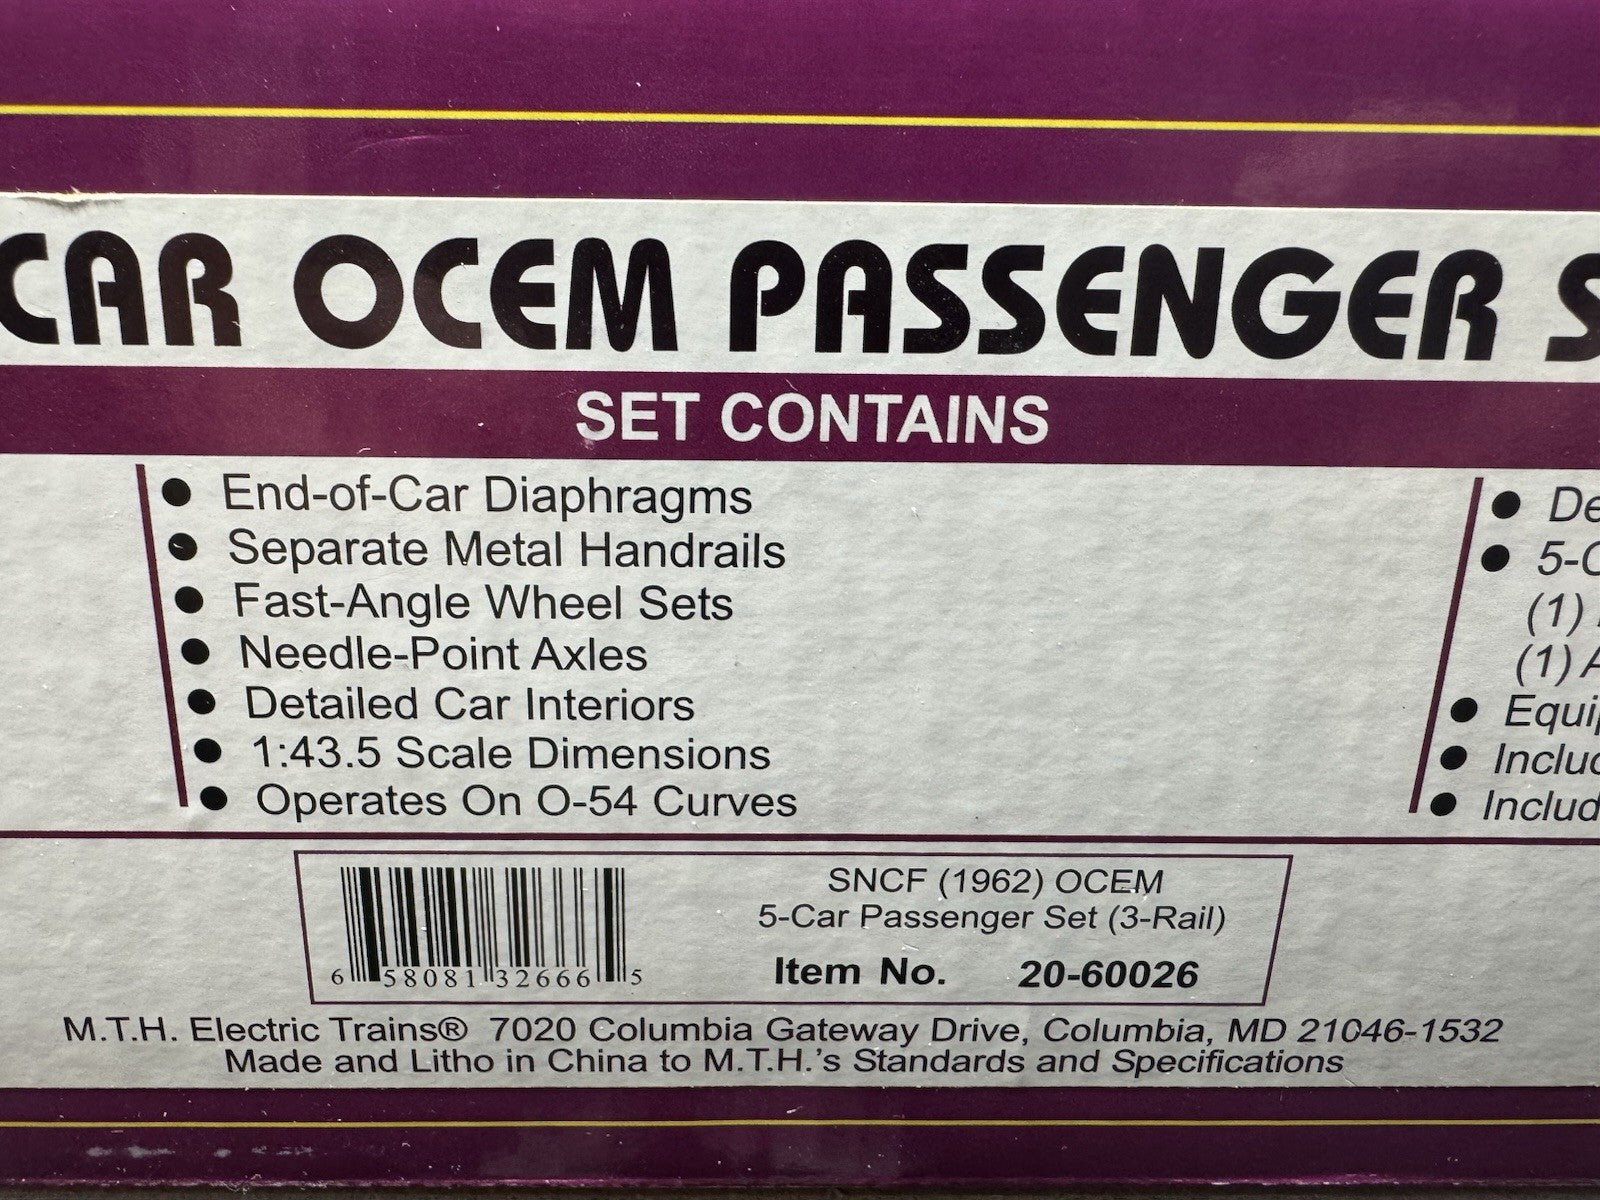 CAR OCEM PASSENGER S
SET CONTAINS
• End-of-Car Diaphragms
• Separate Metal Handrails
• Fast-Angle Wheel Sets
• Needle-Point Axles
• Detailed Car Interiors
• 1:43.5 Scale Dimensions
• Operates On O-54 Curves
• De
• 5-C
(1)
(1) A
• Equip
• Includ
• Includ
6 58081 32666 5
SNCF (1962) OCEM
5-Car Passenger Set (3-Rail)
Item No. 20-60026
M.T.H. Electric Trains® 7020 Columbia Gateway Drive, Columbia, MD 21046-1532
Made and Litho in China to M.T.H.'s Standards and Specifications